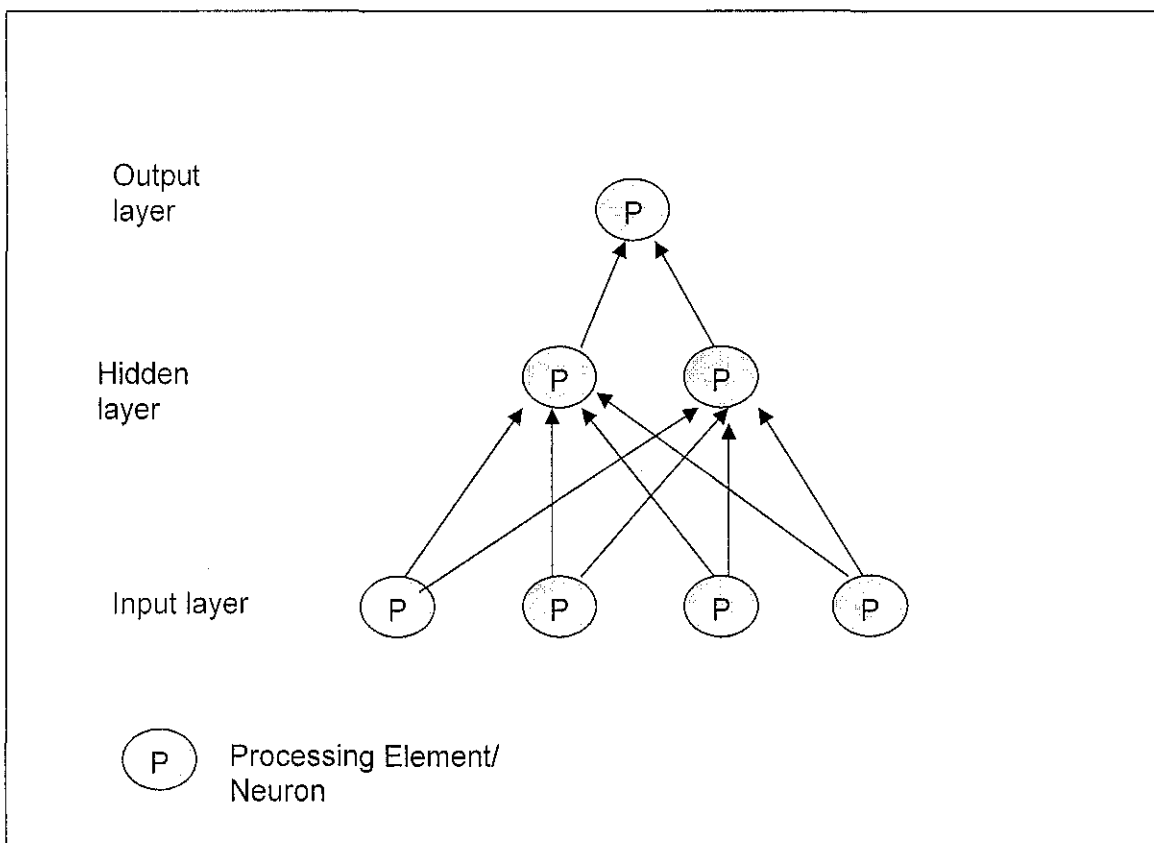 Output
layer
P
Hidden
layer
P P
Input layer
P P P P
P
Processing Element/
Neuron